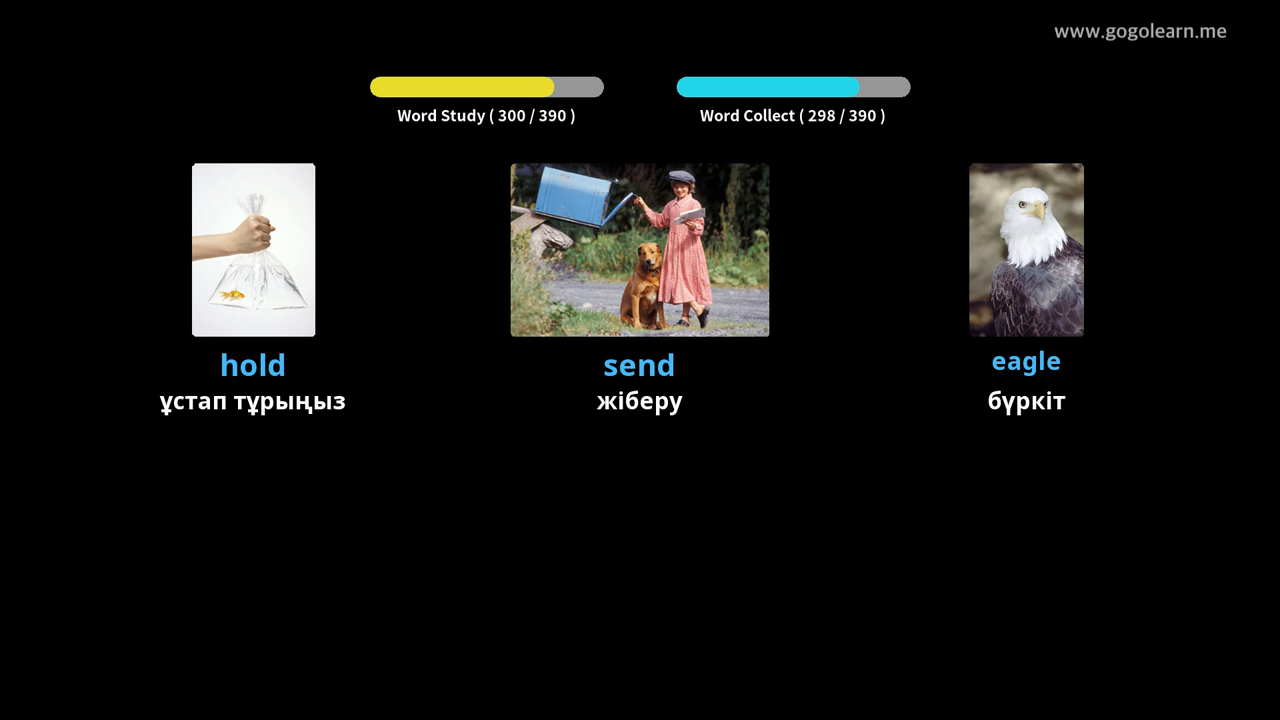 www.gogolearn.me
Word Study ( 300 / 390 )
Word Collect ( 298 / 390 )
hold
ұстап тұрыңыз
send
жіберу
eagle
бүркіт